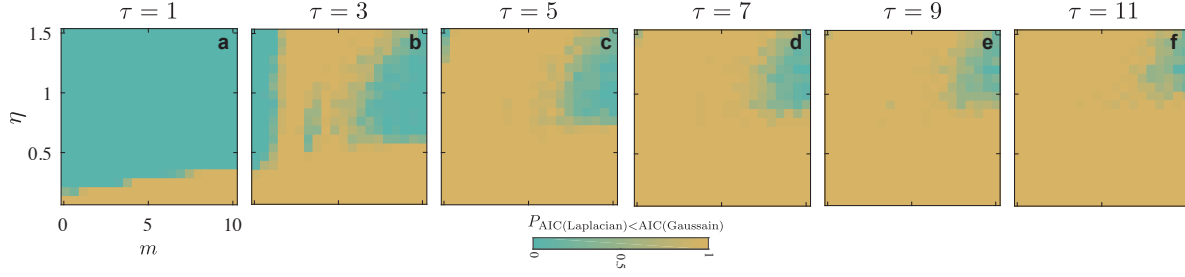 τ = 1 τ = 3 τ = 5 τ = 7 τ = 9 τ = 11
a b c d e f
1.5
1
0.5
η
0 5 10
m
P_AIC(Laplacian)<AIC(Gaussain)
0 0.5 1